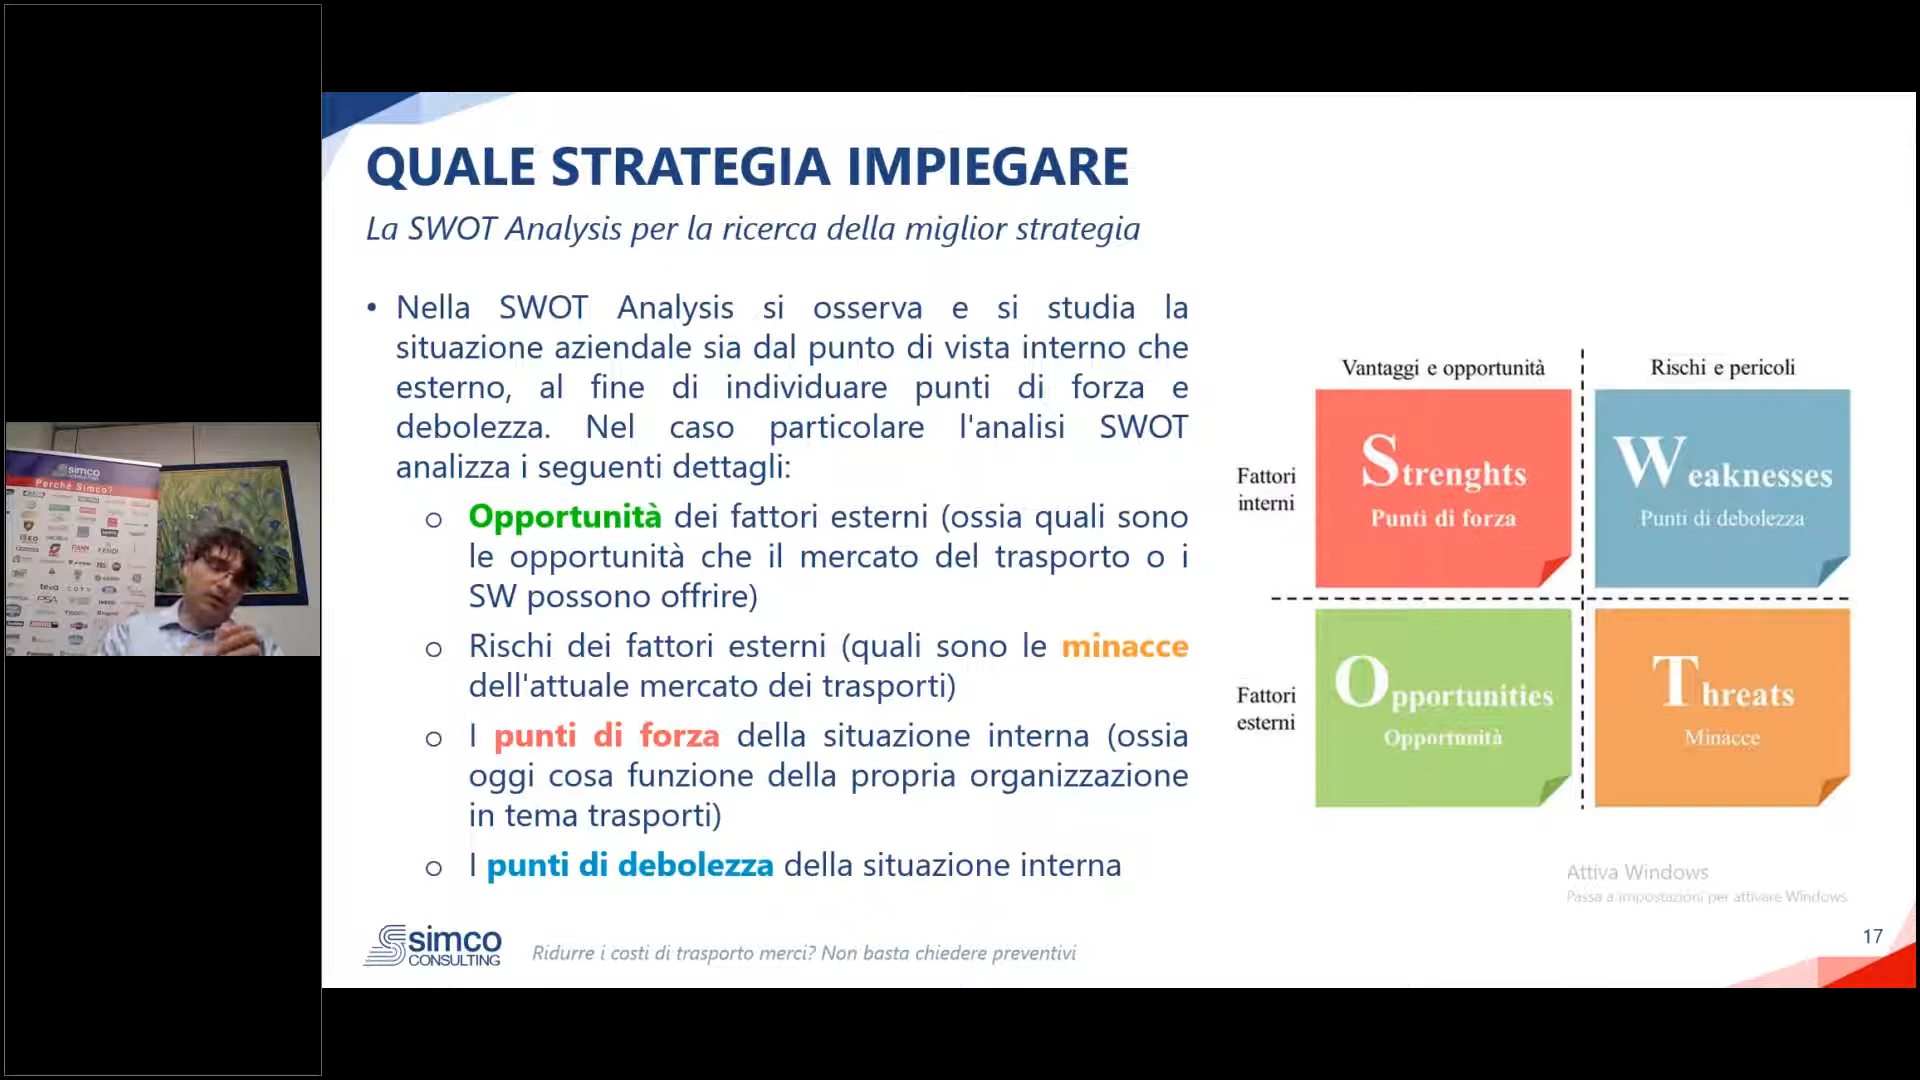 QUALE STRATEGIA IMPIEGARE
La SWOT Analysis per la ricerca della miglior strategia
• Nella SWOT Analysis si osserva e si studia la
situazione aziendale sia dal punto di vista interno che
esterno, al fine di individuare punti di forza e
debolezza. Nel caso particolare l'analisi SWOT
analizza i seguenti dettagli:
o Opportunità dei fattori esterni (ossia quali sono
le opportunità che il mercato del trasporto o i
SW possono offrire)
o Rischi dei fattori esterni (quali sono le minacce
dell'attuale mercato dei trasporti)
o I punti di forza della situazione interna (ossia
oggi cosa funzione della propria organizzazione
in tema trasporti)
o I punti di debolezza della situazione interna
Vantaggi e opportunità
Rischi e pericoli
Fattori
interni
Strenghts
Punti di forza
Weaknesses
Punti di debolezza
Fattori
esterni
Opportunities
Opportunità
Threats
Minacce
Attiva Windows
Passa a Impostazioni per attivare Windows.
simco
CONSULTING
Ridurre i costi di trasporto merci? Non basta chiedere preventivi
17
simco
Perché Simco?
FENDI
teva
COTY
PSA